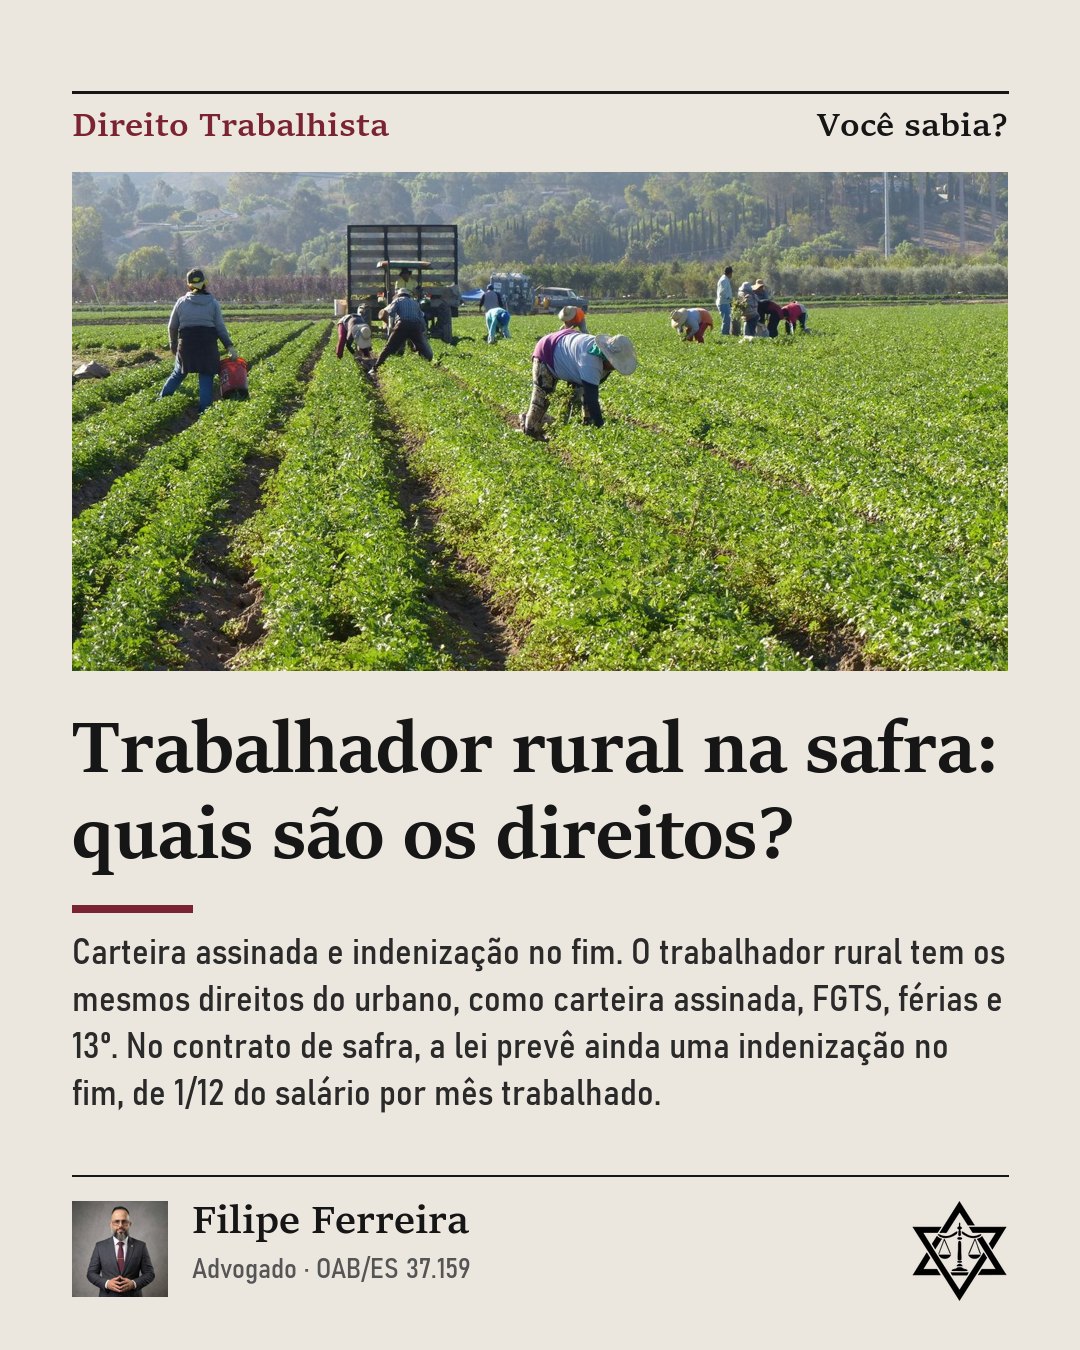 Direito Trabalhista
Você sabia?
Trabalhador rural na safra:
quais são os direitos?
Carteira assinada e indenização no fim. O trabalhador rural tem os
mesmos direitos do urbano, como carteira assinada, FGTS, férias e
13º. No contrato de safra, a lei prevê ainda uma indenização no
fim, de 1/12 do salário por mês trabalhado.
Filipe Ferreira
Advogado · OAB/ES 37.159